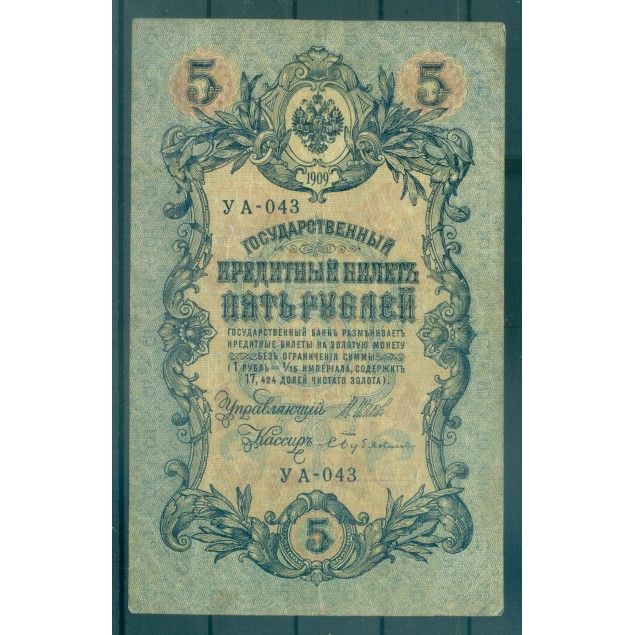 5 5
1909
УА-043
ГОСУДАРСТВЕННЫЙ
КРЕДИТНЫЙ БИЛЕТЪ
ПЯТЬ РУБЛЕЙ
ГОСУДАРСТВЕННЫЙ БАНКЪ РАЗМѢНИВАЕТЪ
КРЕДИТНЫЕ БИЛЕТЫ НА ЗОЛОТУЮ МОНЕТУ
БЕЗЪ ОГРАНИЧЕНІЯ СУММЫ
(1 РУБЛЬ = 1/15 ИМПЕРІАЛА, СОДЕРЖИТЪ
17,424 ДОЛЕЙ ЧИСТАГО ЗОЛОТА).
Управляющій
Кассиръ
УА-043
5